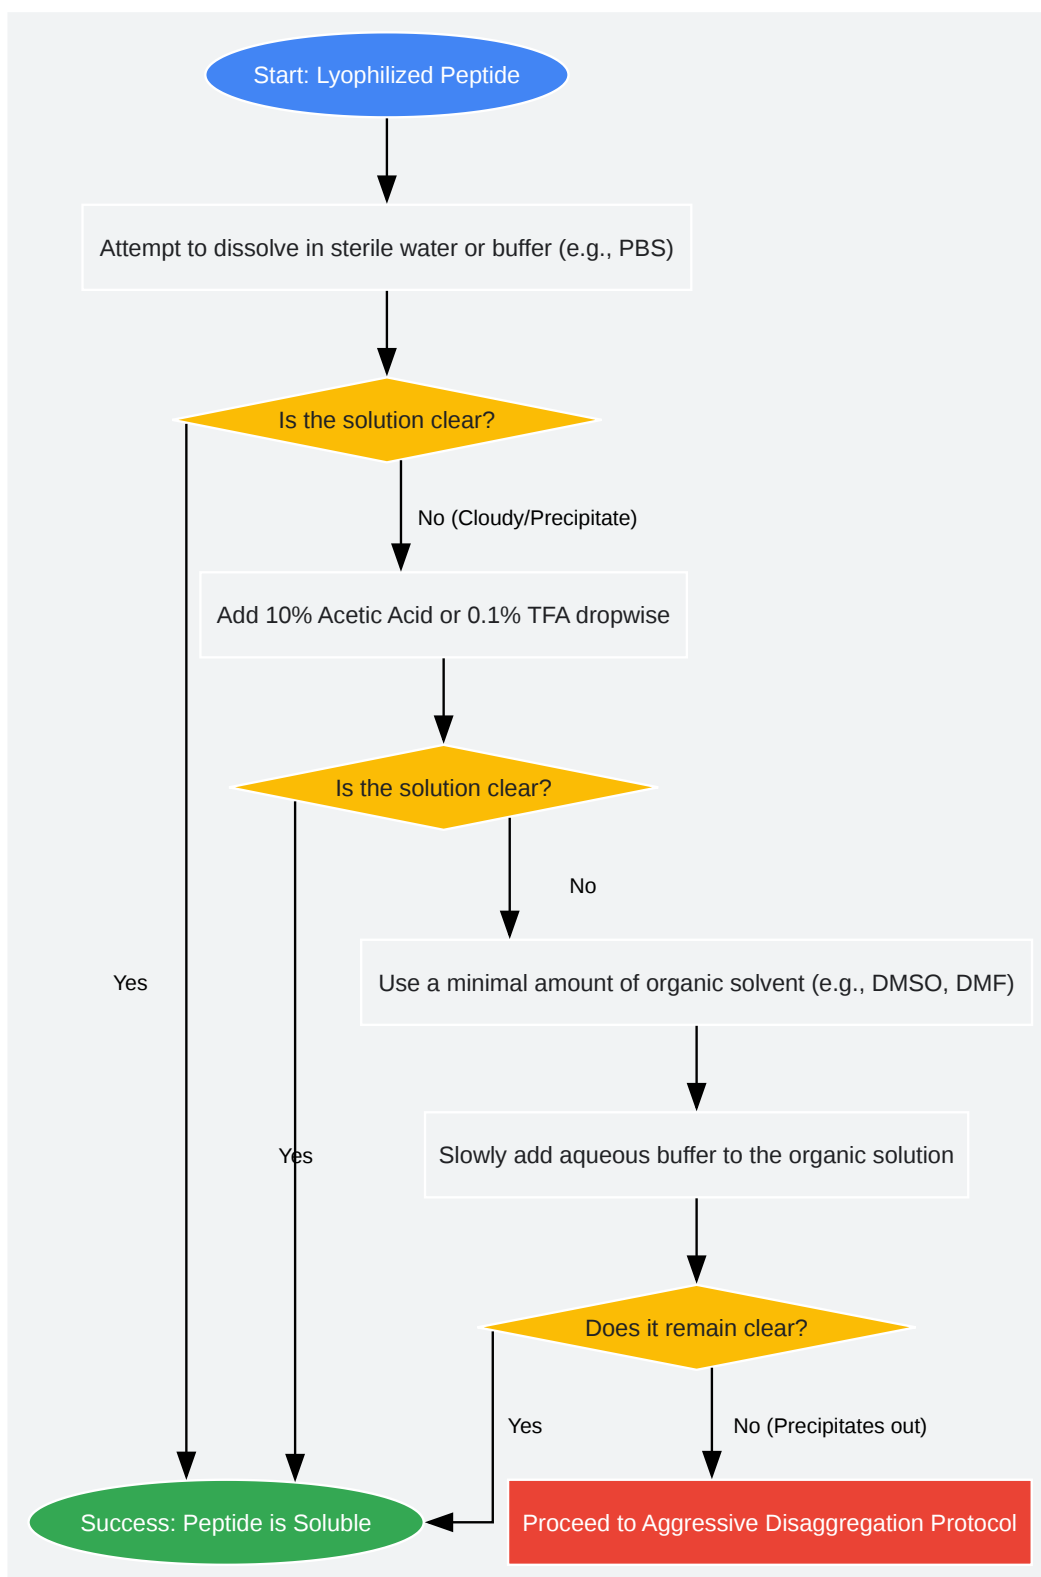 Start: Lyophilized Peptide
Attempt to dissolve in sterile water or buffer (e.g., PBS)
Is the solution clear?
No (Cloudy/Precipitate)
Add 10% Acetic Acid or 0.1% TFA dropwise
Is the solution clear?
No
Yes
Use a minimal amount of organic solvent (e.g., DMSO, DMF)
Yes
Slowly add aqueous buffer to the organic solution
Does it remain clear?
Yes
No (Precipitates out)
Success: Peptide is Soluble
Proceed to Aggressive Disaggregation Protocol